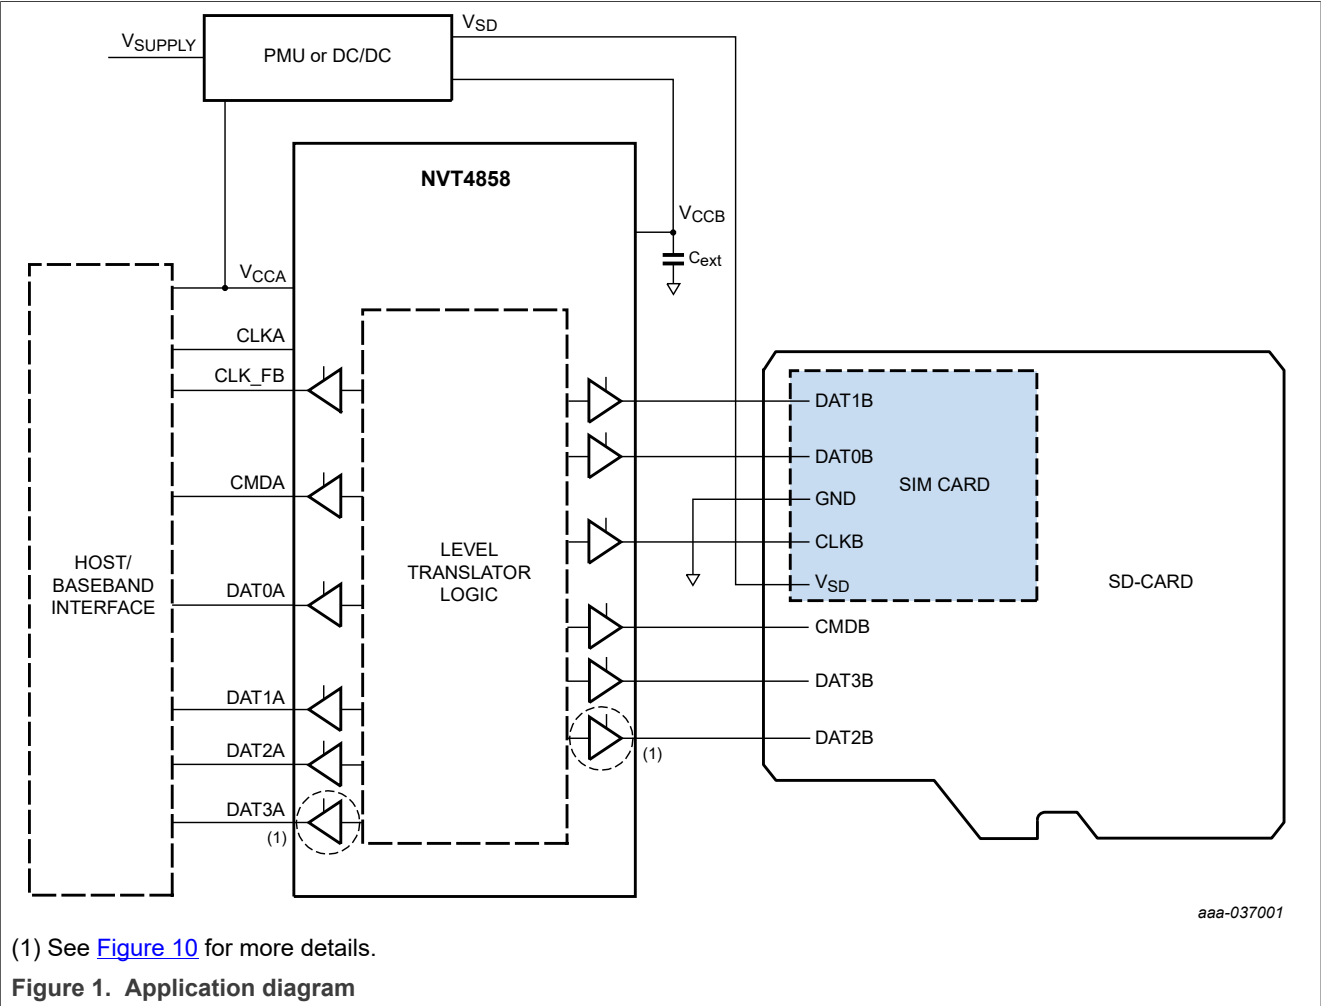 VSUPPLY
PMU or DC/DC
VSD
NVT4858
VCCB
Cext
VCCA
CLKA
CLK_FB
CMDA
DAT0A
DAT1A
DAT2A
DAT3A
(1)
HOST/
BASEBAND
INTERFACE
LEVEL
TRANSLATOR
LOGIC
(1)
DAT1B
DAT0B
GND
CLKB
VSD
CMDB
DAT3B
DAT2B
SIM CARD
SD-CARD
aaa-037001
(1) See Figure 10 for more details.
Figure 1. Application diagram